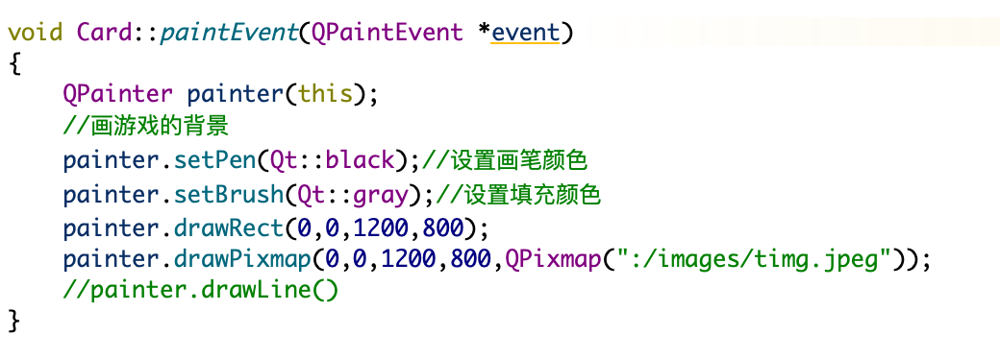 void Card::paintEvent(QPaintEvent *event)
{
    QPainter painter(this);
    //画游戏的背景
    painter.setPen(Qt::black);//设置画笔颜色
    painter.setBrush(Qt::gray);//设置填充颜色
    painter.drawRect(0,0,1200,800);
    painter.drawPixmap(0,0,1200,800,QPixmap(":/images/timg.jpeg"));
    //painter.drawLine()
}